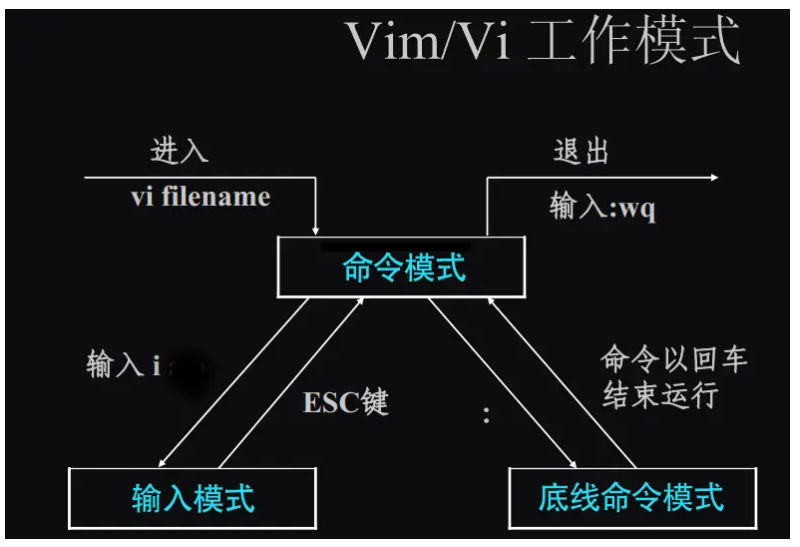 Vim/Vi 工作模式
进入
退出
vi filename
输入:wq
命令模式
输入 i
ESC键
:
命令以回车
结束运行
输入模式
底线命令模式